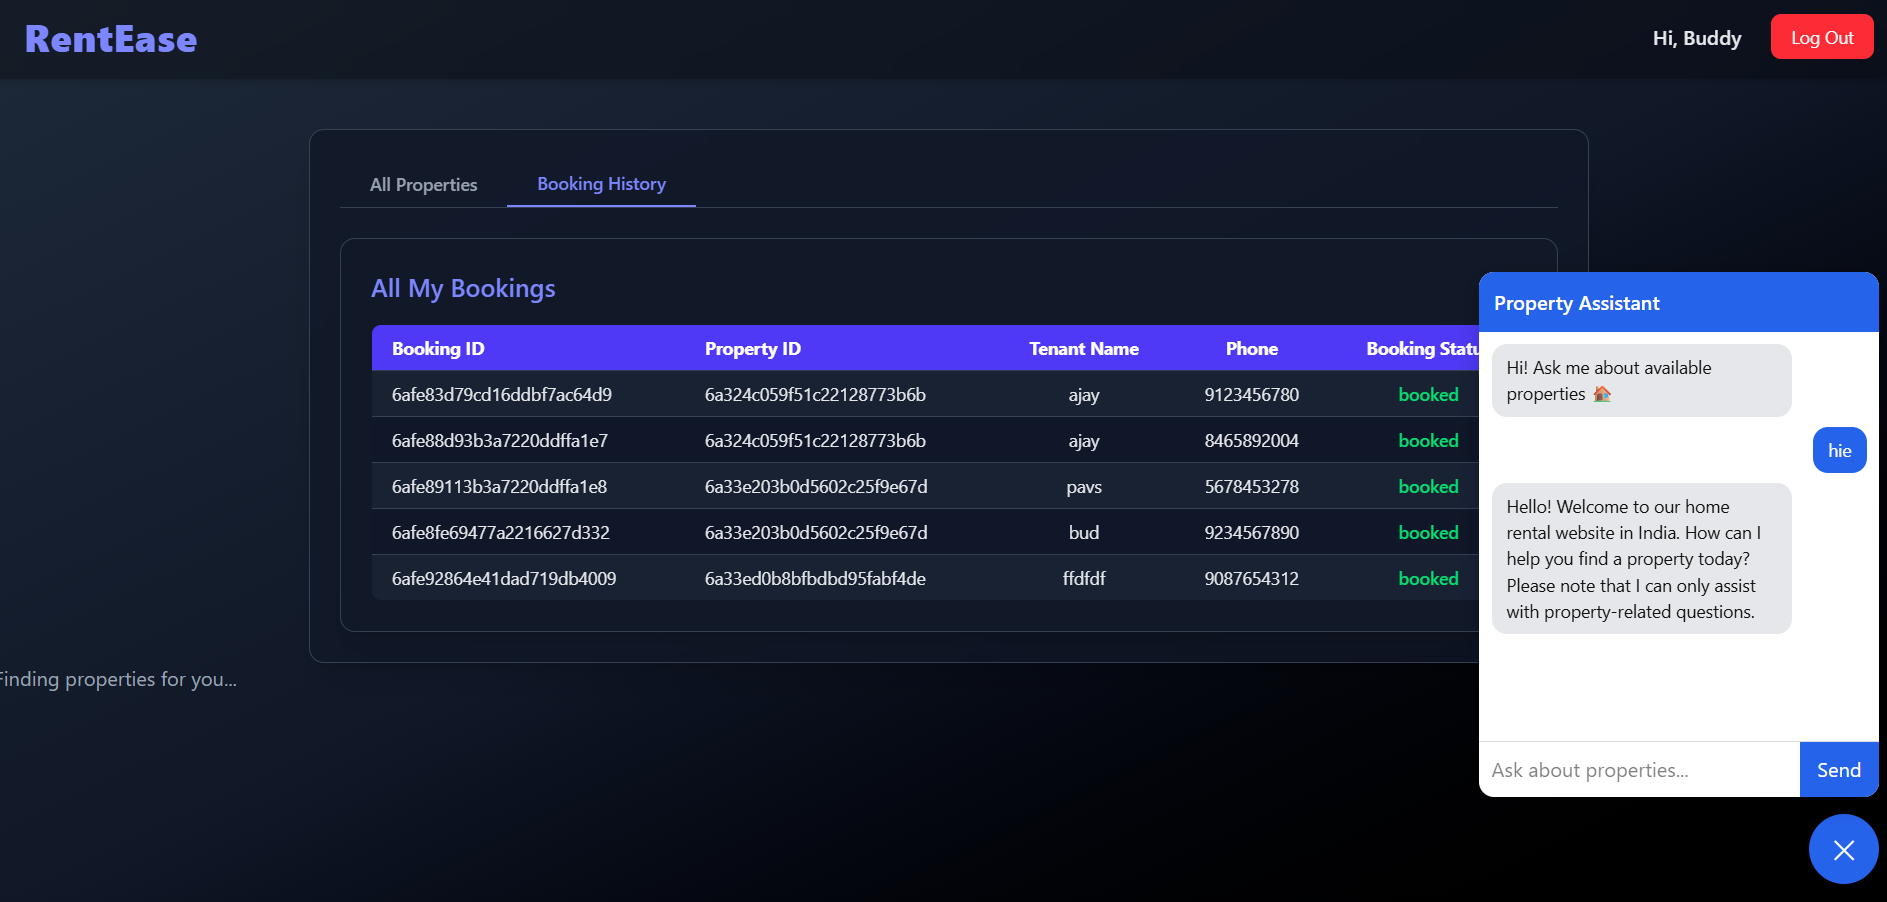 RentEase
Hi, Buddy
Log Out
All Properties
Booking History
All My Bookings
Booking ID Property ID Tenant Name Phone Booking Statu
6afe83d79cd16ddbf7ac64d9 6a324c059f51c22128773b6b ajay 9123456780 booked
6afe88d93b3a7220ddffa1e7 6a324c059f51c22128773b6b ajay 8465892004 booked
6afe89113b3a7220ddffa1e8 6a33e203b0d5602c25f9e67d pavs 5678453278 booked
6afe8fe69477a2216627d332 6a33e203b0d5602c25f9e67d bud 9234567890 booked
6afe92864e41dad719db4009 6a33ed0b8bfbdbd95fabf4de ffdfdf 9087654312 booked
Finding properties for you...
Property Assistant
Hi! Ask me about available
properties 🏠
hie
Hello! Welcome to our home
rental website in India. How can I
help you find a property today?
Please note that I can only assist
with property-related questions.
Ask about properties...
Send